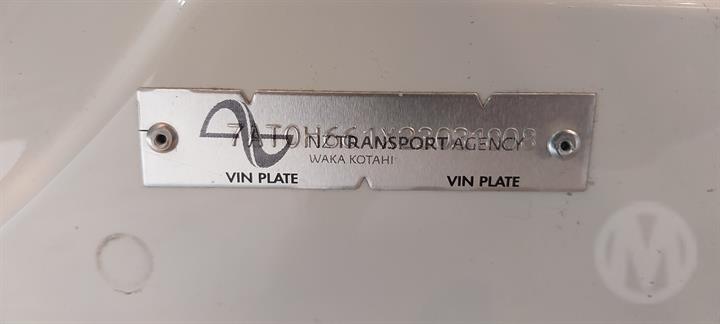 NZ TRANSPORT AGENCY
WAKA KOTAHI
VIN PLATE VIN PLATE
M